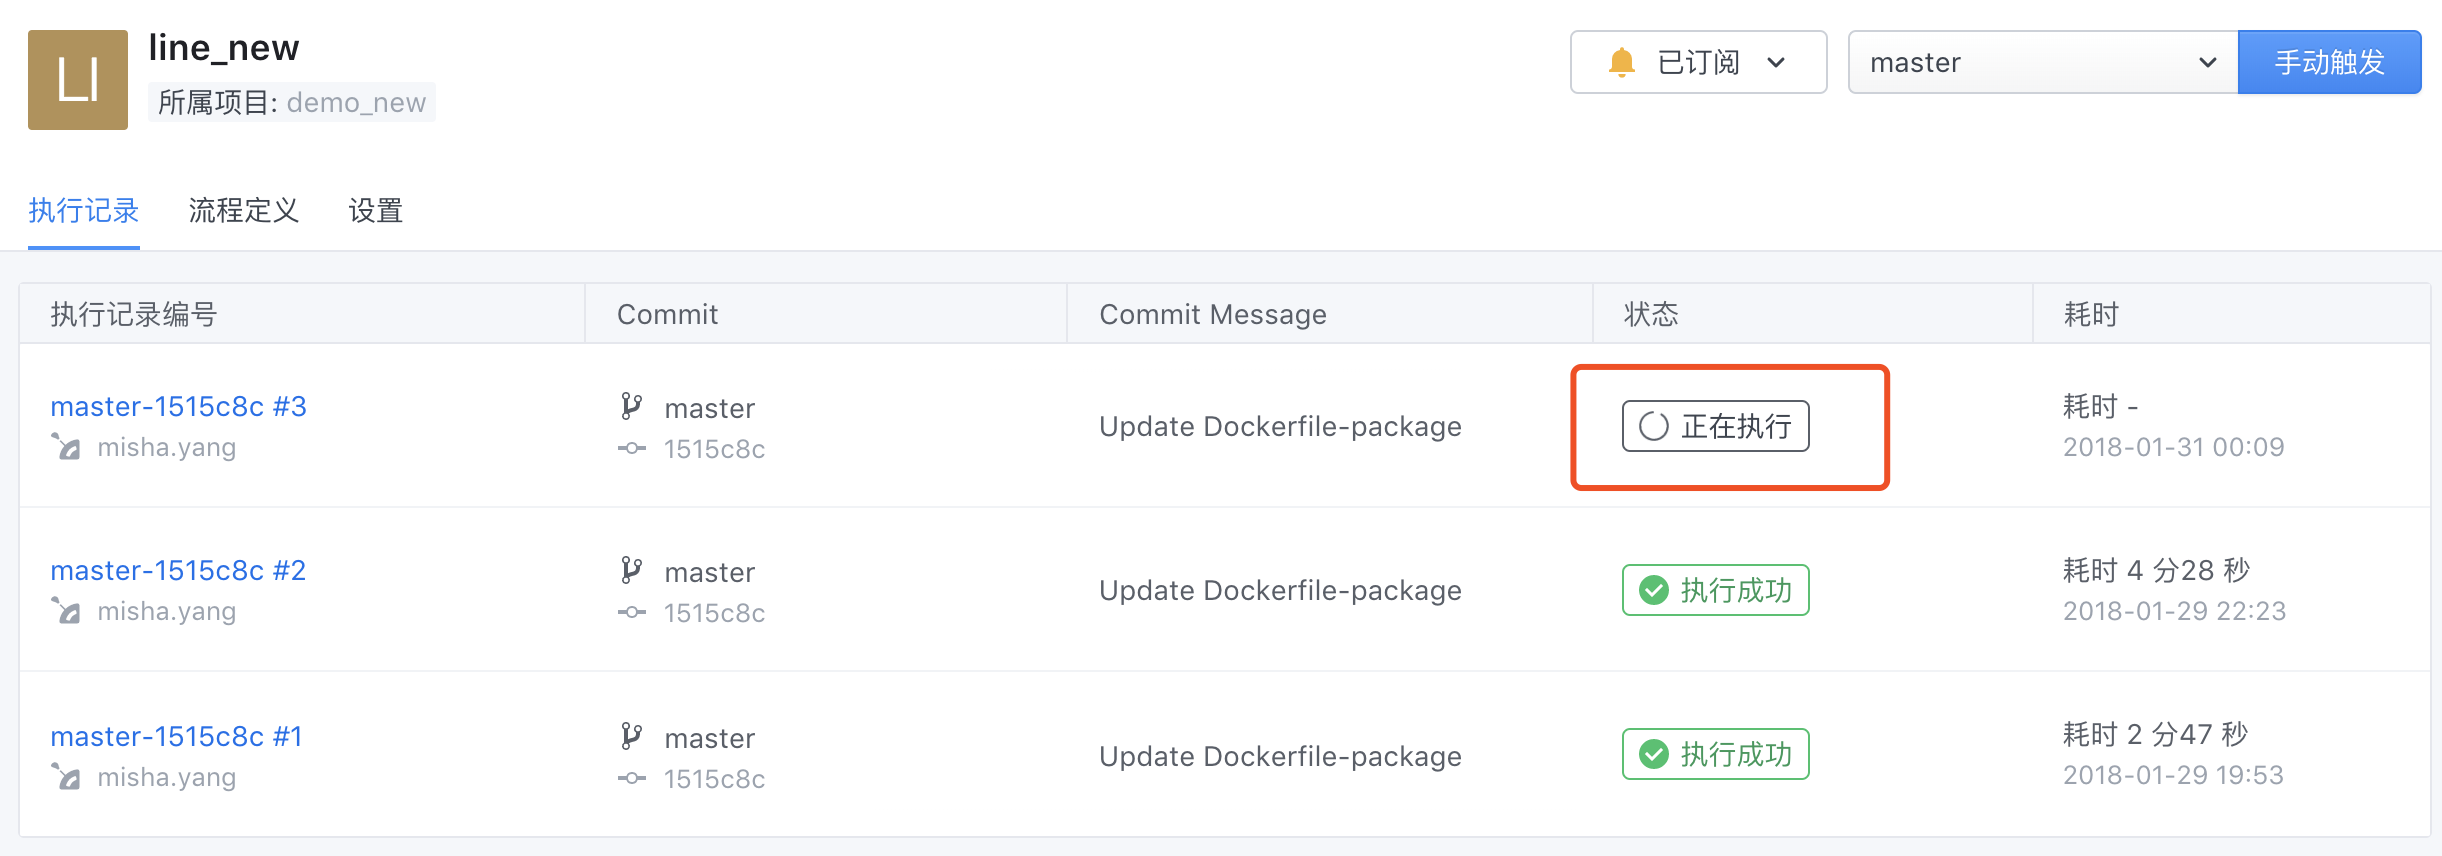 LI
line_new
所属项目: demo_new
已订阅
master
手动触发
执行记录
流程定义
设置
执行记录编号
Commit
Commit Message
状态
耗时
master-1515c8c #3
misha.yang
master
1515c8c
Update Dockerfile-package
正在执行
耗时 -
2018-01-31 00:09
master-1515c8c #2
misha.yang
master
1515c8c
Update Dockerfile-package
执行成功
耗时 4 分28 秒
2018-01-29 22:23
master-1515c8c #1
misha.yang
master
1515c8c
Update Dockerfile-package
执行成功
耗时 2 分47 秒
2018-01-29 19:53